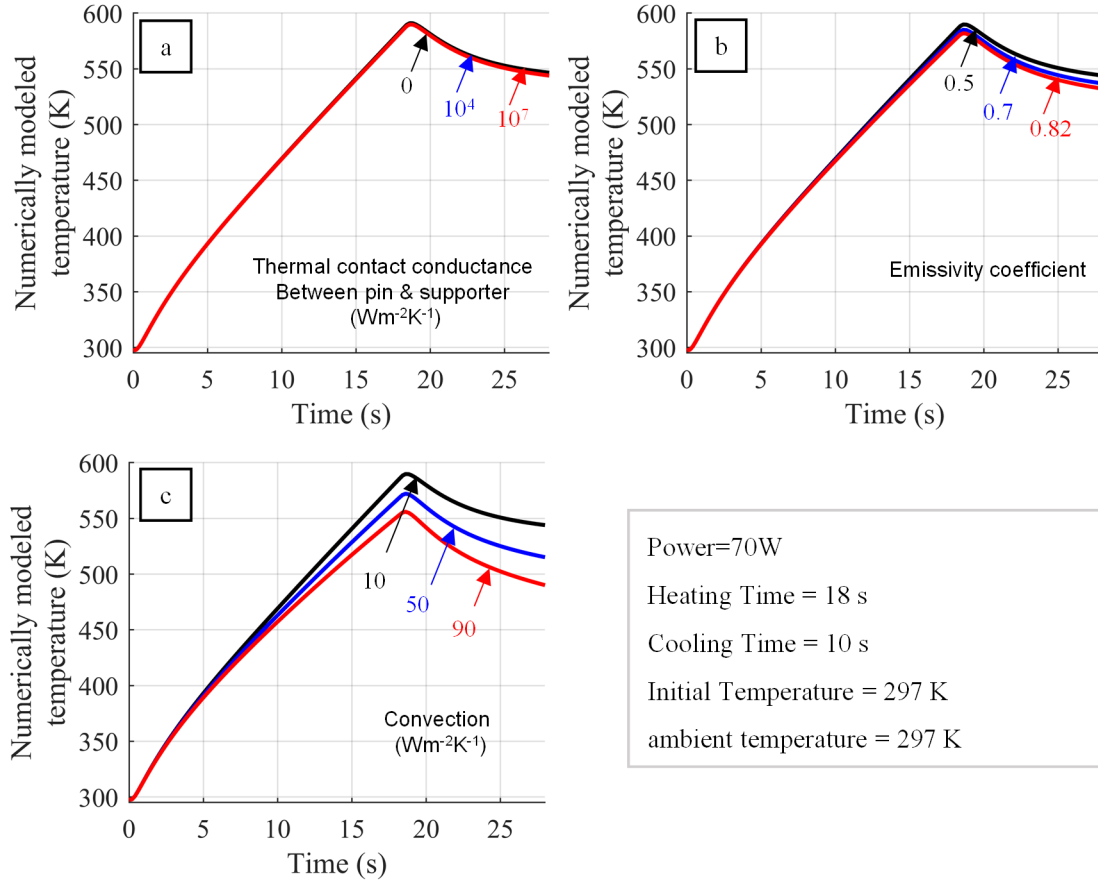 a
Numerically modeled
temperature (K)
600
550
500
450
400
350
300
0
10⁴
10⁷
Thermal contact conductance
Between pin & supporter
(Wm⁻²K⁻¹)
0 5 10 15 20 25
Time (s)
b
Numerically modeled
temperature (K)
600
550
500
450
400
350
300
0.5
0.7
0.82
Emissivity coefficient
0 5 10 15 20 25
Time (s)
c
Numerically modeled
temperature (K)
600
550
500
450
400
350
300
10
50
90
Convection
(Wm⁻²K⁻¹)
0 5 10 15 20 25
Time (s)
Power=70W
Heating Time = 18 s
Cooling Time = 10 s
Initial Temperature = 297 K
ambient temperature = 297 K